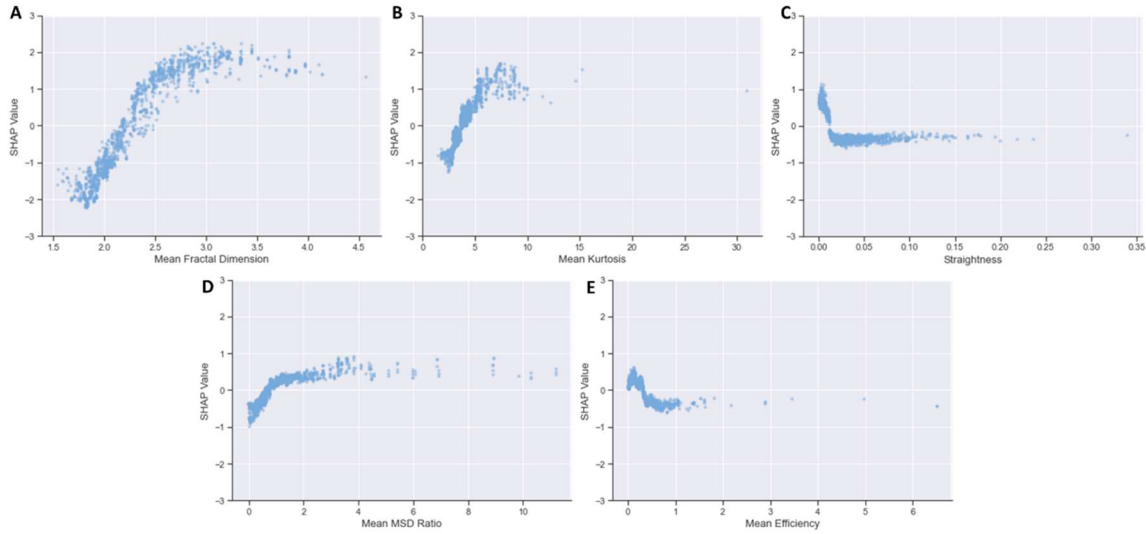 A
3
2
1
0
−1
−2
−3
SHAP Value
1.5 2.0 2.5 3.0 3.5 4.0 4.5
Mean Fractal Dimension
B
3
2
1
0
−1
−2
−3
SHAP Value
0 5 10 15 20 25 30
Mean Kurtosis
C
3
2
1
0
−1
−2
−3
SHAP Value
0.00 0.05 0.10 0.15 0.20 0.25 0.30 0.35
Straightness
D
3
2
1
0
−1
−2
−3
SHAP Value
0 2 4 6 8 10
Mean MSD Ratio
E
3
2
1
0
−1
−2
−3
SHAP Value
0 1 2 3 4 5 6
Mean Efficiency